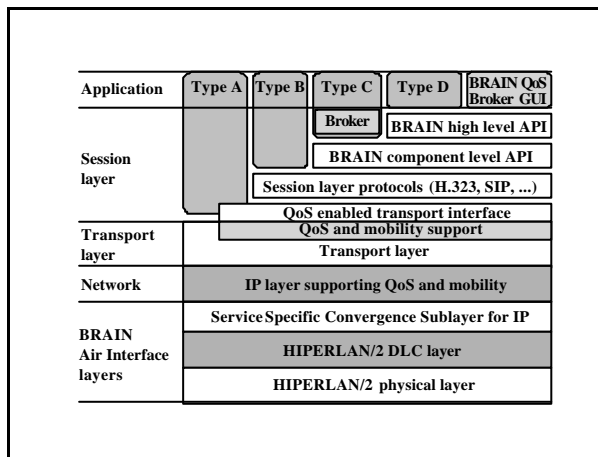 Application
Type A
Type B
Type C
Type D
BRAIN QoS
Broker GUI
Broker
BRAIN high level API
Session
layer
BRAIN component level API
Session layer protocols (H.323, SIP, ...)
QoS enabled transport interface
Transport
layer
QoS and mobility support
Transport layer
Network
IP layer supporting QoS and mobility
BRAIN
Air Interface
layers
Service Specific Convergence Sublayer for IP
HIPERLAN/2 DLC layer
HIPERLAN/2 physical layer